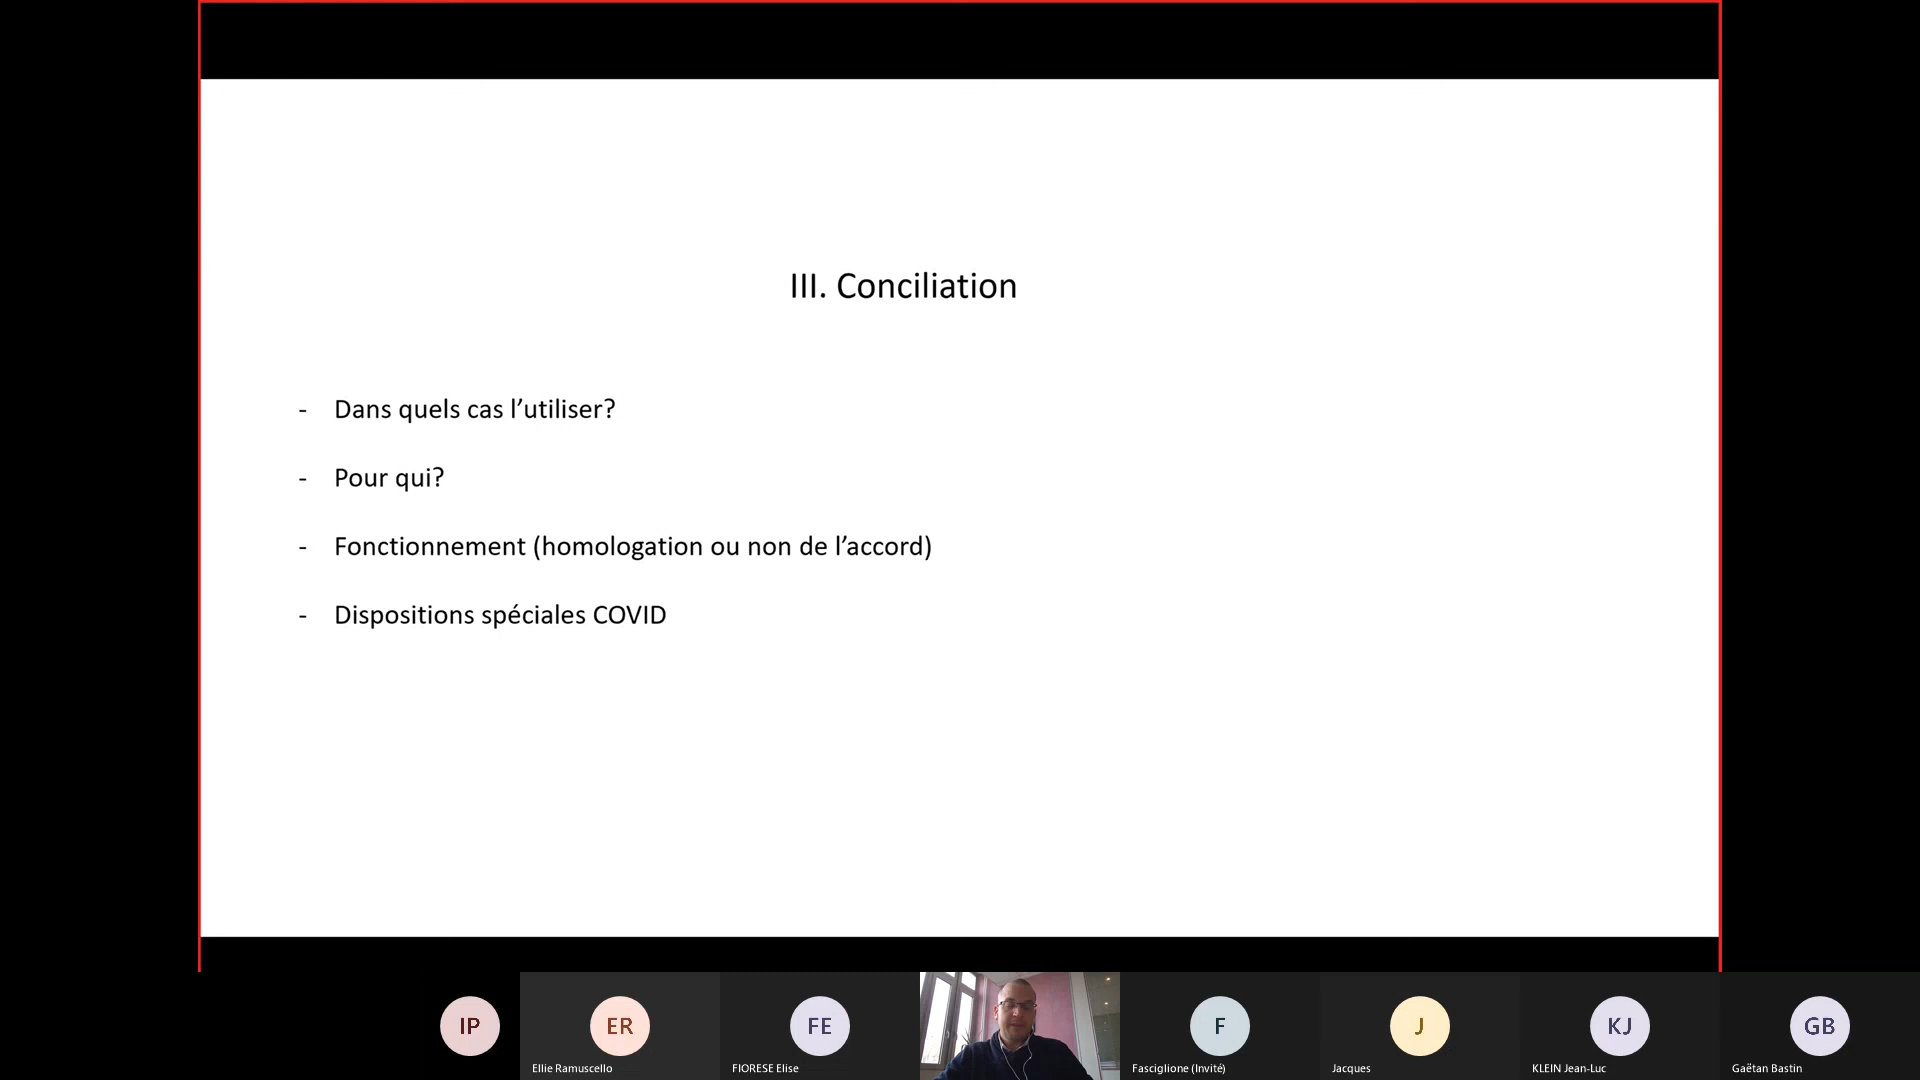 III. Conciliation
- Dans quels cas l’utiliser?
- Pour qui?
- Fonctionnement (homologation ou non de l’accord)
- Dispositions spéciales COVID
IP
ER
FE
F
J
KJ
GB
Ellie Ramuscello
FIORESE Elise
Fasciglione (Invité)
Jacques
KLEIN Jean-Luc
Gaëtan Bastin